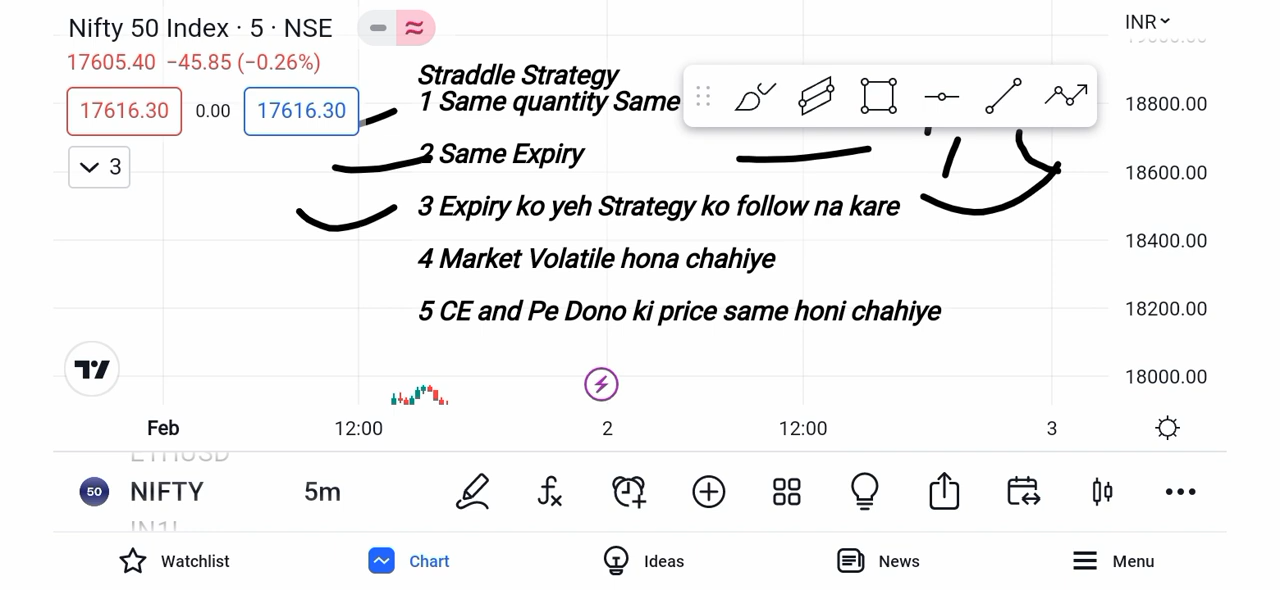 Nifty 50 Index · 5 · NSE
INR
17605.40 −45.85 (−0.26%)
17616.30 0.00 17616.30
3
Straddle Strategy
1 Same quantity Same
2 Same Expiry
3 Expiry ko yeh Strategy ko follow na kare
4 Market Volatile hona chahiye
5 CE and Pe Dono ki price same honi chahiye
18800.00
18600.00
18400.00
18200.00
18000.00
Feb 12:00 2 12:00 3
ETHUSD
50 NIFTY 5m
Watchlist Chart Ideas News Menu